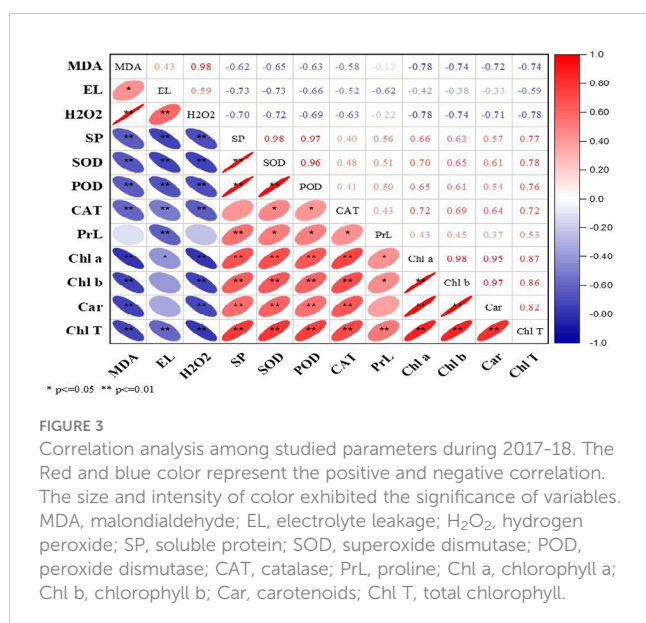 MDA MDA 0.43 0.98 -0.62 -0.65 -0.63 -0.58 -0.12 -0.78 -0.74 -0.72 -0.74
EL * EL 0.59 -0.73 -0.73 -0.66 -0.52 -0.62 -0.42 -0.38 -0.33 -0.59
H2O2 ** ** H2O2 -0.70 -0.72 -0.69 -0.63 -0.22 -0.78 -0.74 -0.71 -0.78
SP ** ** ** SP 0.98 0.97 0.40 0.56 0.66 0.63 0.57 0.77
SOD ** ** ** ** SOD 0.96 0.48 0.51 0.70 0.65 0.61 0.78
POD ** ** ** ** ** POD 0.41 0.50 0.65 0.61 0.54 0.76
CAT ** ** ** * * CAT 0.43 0.72 0.69 0.64 0.72
PrL ** ** * * * PrL 0.43 0.45 0.37 0.53
Chl a ** * ** ** ** ** ** * Chl a 0.98 0.95 0.87
Chl b ** ** ** ** ** ** * ** Chl b 0.97 0.86
Car ** ** ** ** ** ** ** ** Car 0.82
Chl T ** ** ** ** ** ** ** ** ** ** ** Chl T
MDA EL H2O2 SP SOD POD CAT PrL Chl a Chl b Car Chl T
1.0
0.80
0.60
0.40
0.20
0.0
-0.20
-0.40
-0.60
-0.80
-1.0
* p<=0.05 ** p<=0.01
FIGURE 3
Correlation analysis among studied parameters during 2017-18. The
Red and blue color represent the positive and negative correlation.
The size and intensity of color exhibited the significance of variables.
MDA, malondialdehyde; EL, electrolyte leakage; H₂O₂, hydrogen
peroxide; SP, soluble protein; SOD, superoxide dismutase; POD,
peroxide dismutase; CAT, catalase; PrL, proline; Chl a, chlorophyll a;
Chl b, chlorophyll b; Car, carotenoids; Chl T, total chlorophyll.